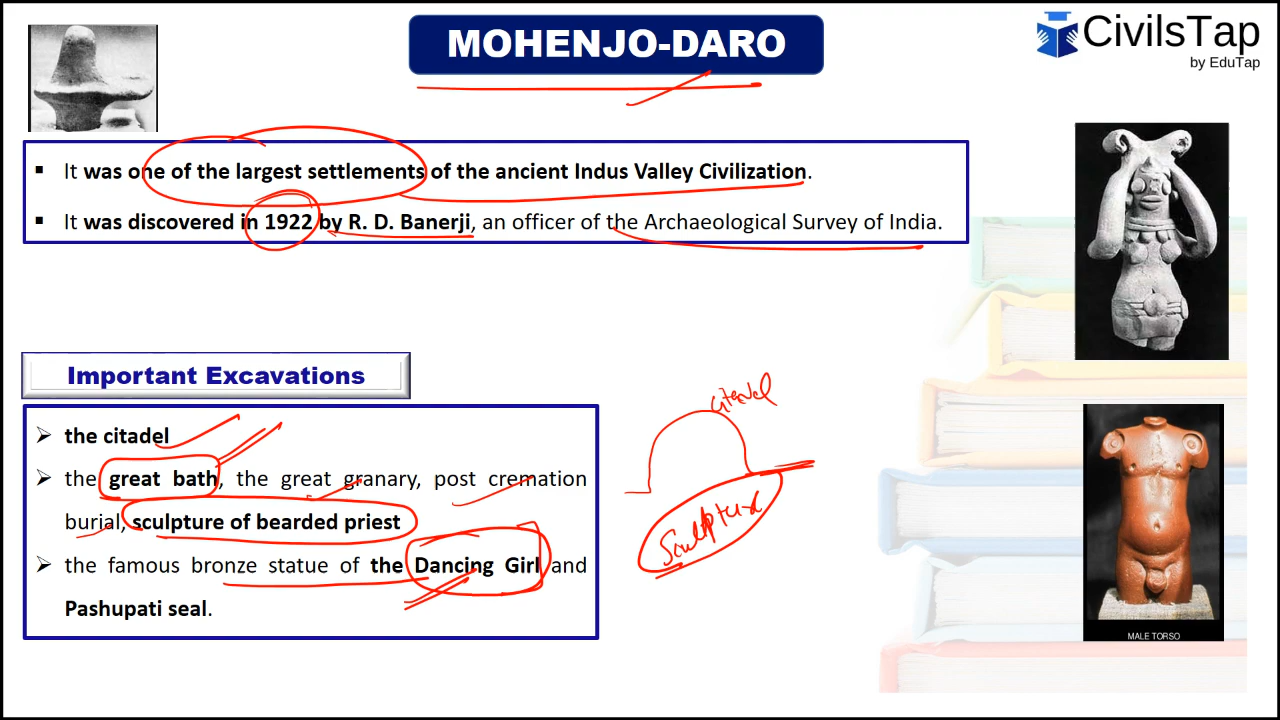 MOHENJO-DARO
CivilsTap
by EduTap
▪ It was one of the largest settlements of the ancient Indus Valley Civilization.
▪ It was discovered in 1922 by R. D. Banerji, an officer of the Archaeological Survey of India.
Important Excavations
➢ the citadel
➢ the great bath, the great granary, post cremation
burial, sculpture of bearded priest
➢ the famous bronze statue of the Dancing Girl and
Pashupati seal.
citadel
Sculpture
MALE TORSO